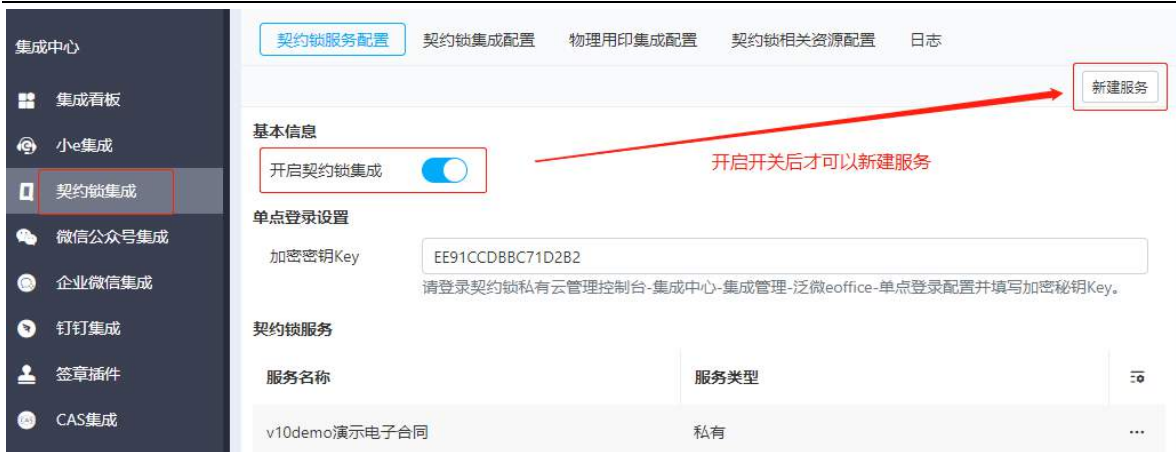 集成中心
集成看板
小e集成
契约锁集成
微信公众号集成
企业微信集成
钉钉集成
签章插件
CAS集成
契约锁服务配置 契约锁集成配置 物理用印集成配置 契约锁相关资源配置 日志
新建服务
基本信息
开启契约锁集成
开启开关后才可以新建服务
单点登录设置
加密密钥Key EE91CCDBBC71D2B2
请登录契约锁私有云管理控制台-集成中心-集成管理-泛微eoffice-单点登录配置并填写加密秘钥Key。
契约锁服务
服务名称 服务类型
v10demo演示电子合同 私有 ···